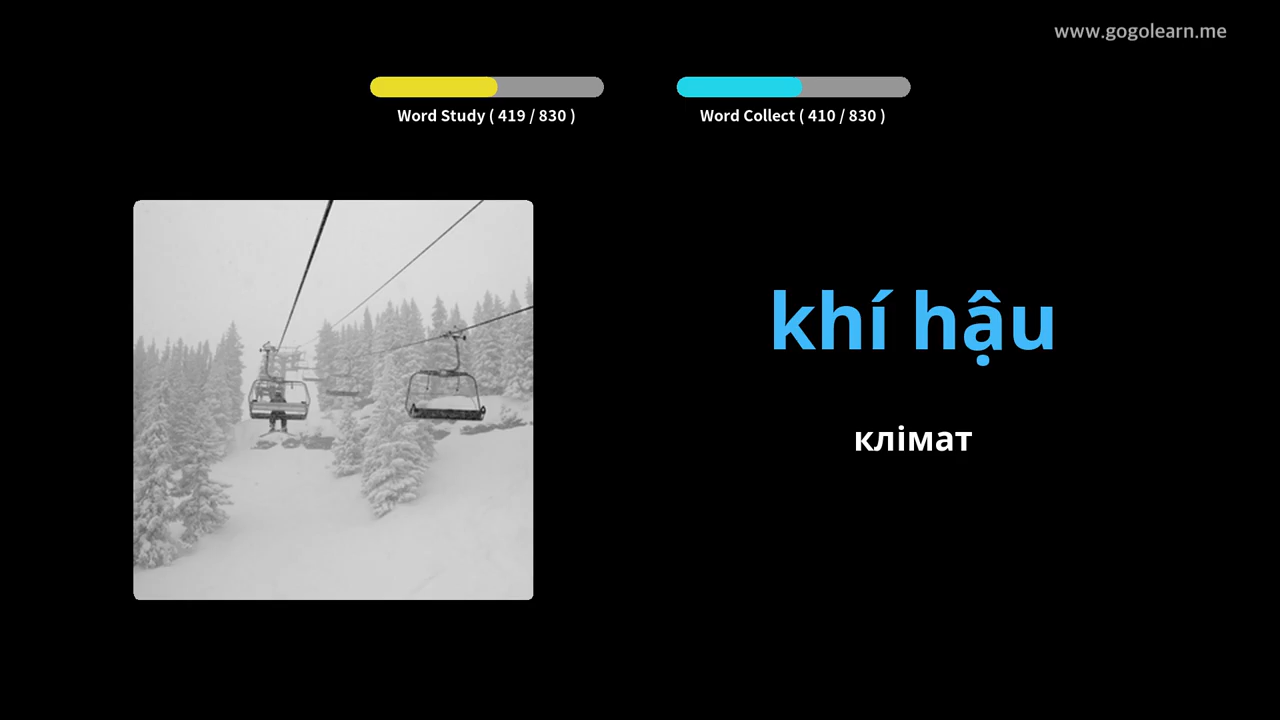 www.gogolearn.me
Word Study ( 419 / 830 )
Word Collect ( 410 / 830 )
khí hậu
клімат